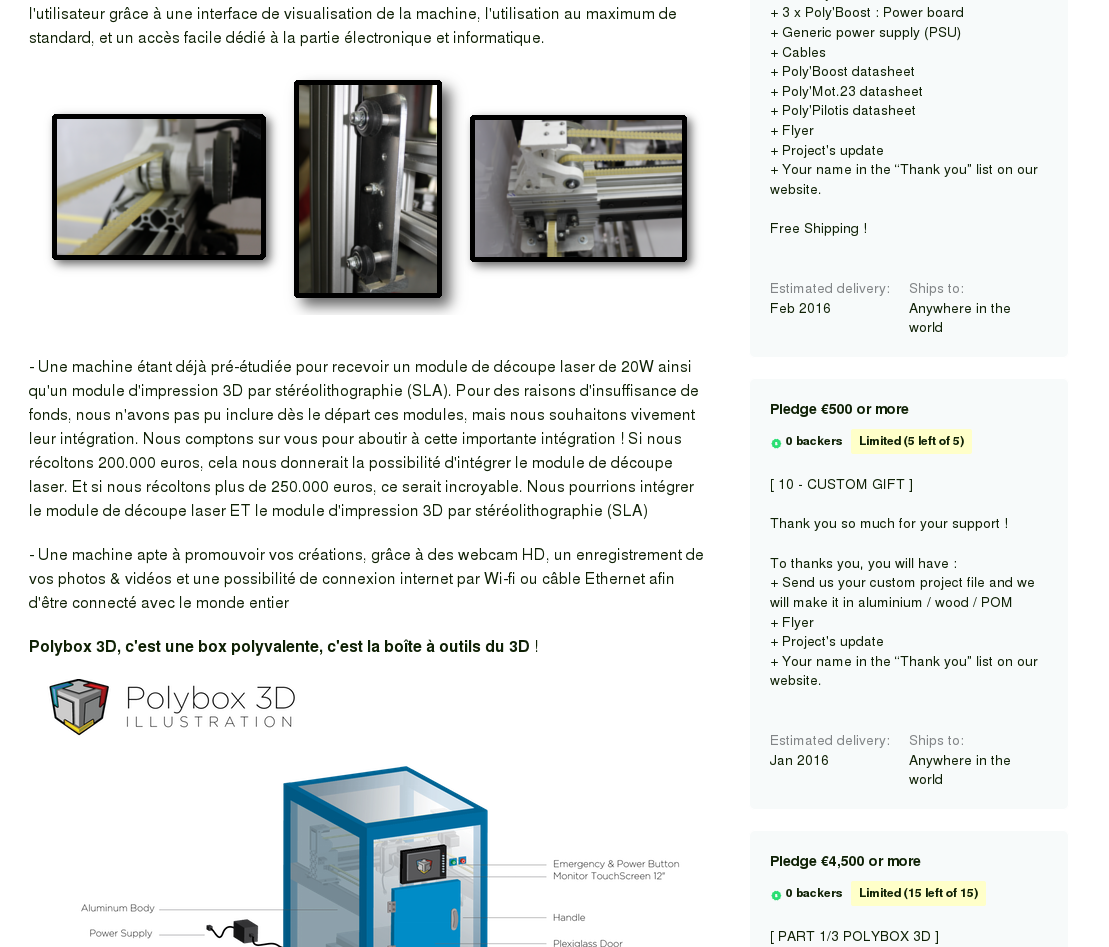 l'utilisateur grâce à une interface de visualisation de la machine, l'utilisation au maximum de
standard, et un accès facile dédié à la partie électronique et informatique.
- Une machine étant déjà pré-étudiée pour recevoir un module de découpe laser de 20W ainsi
qu'un module d'impression 3D par stéréolithographie (SLA). Pour des raisons d'insuffisance de
fonds, nous n'avons pas pu inclure dès le départ ces modules, mais nous souhaitons vivement
leur intégration. Nous comptons sur vous pour aboutir à cette importante intégration ! Si nous
récoltons 200.000 euros, cela nous donnerait la possibilité d'intégrer le module de découpe
laser. Et si nous récoltons plus de 250.000 euros, ce serait incroyable. Nous pourrions intégrer
le module de découpe laser ET le module d'impression 3D par stéréolithographie (SLA)
- Une machine apte à promouvoir vos créations, grâce à des webcam HD, un enregistrement de
vos photos & vidéos et une possibilité de connexion internet par Wi-fi ou câble Ethernet afin
d'être connecté avec le monde entier
Polybox 3D, c'est une box polyvalente, c'est la boîte à outils du 3D !
Polybox 3D
ILLUSTRATION
Emergency & Power Button
Monitor TouchScreen 12"
Aluminum Body
Handle
Power Supply
Plexiglass Door
+ 3 x Poly'Boost : Power board
+ Generic power supply (PSU)
+ Cables
+ Poly'Boost datasheet
+ Poly'Mot.23 datasheet
+ Poly'Pilotis datasheet
+ Flyer
+ Project's update
+ Your name in the “Thank you" list on our
website.
Free Shipping !
Estimated delivery: Ships to:
Feb 2016 Anywhere in the
world
Pledge €500 or more
0 backers Limited (5 left of 5)
[ 10 - CUSTOM GIFT ]
Thank you so much for your support !
To thanks you, you will have :
+ Send us your custom project file and we
will make it in aluminium / wood / POM
+ Flyer
+ Project's update
+ Your name in the “Thank you" list on our
website.
Estimated delivery: Ships to:
Jan 2016 Anywhere in the
world
Pledge €4,500 or more
0 backers Limited (15 left of 15)
[ PART 1/3 POLYBOX 3D ]